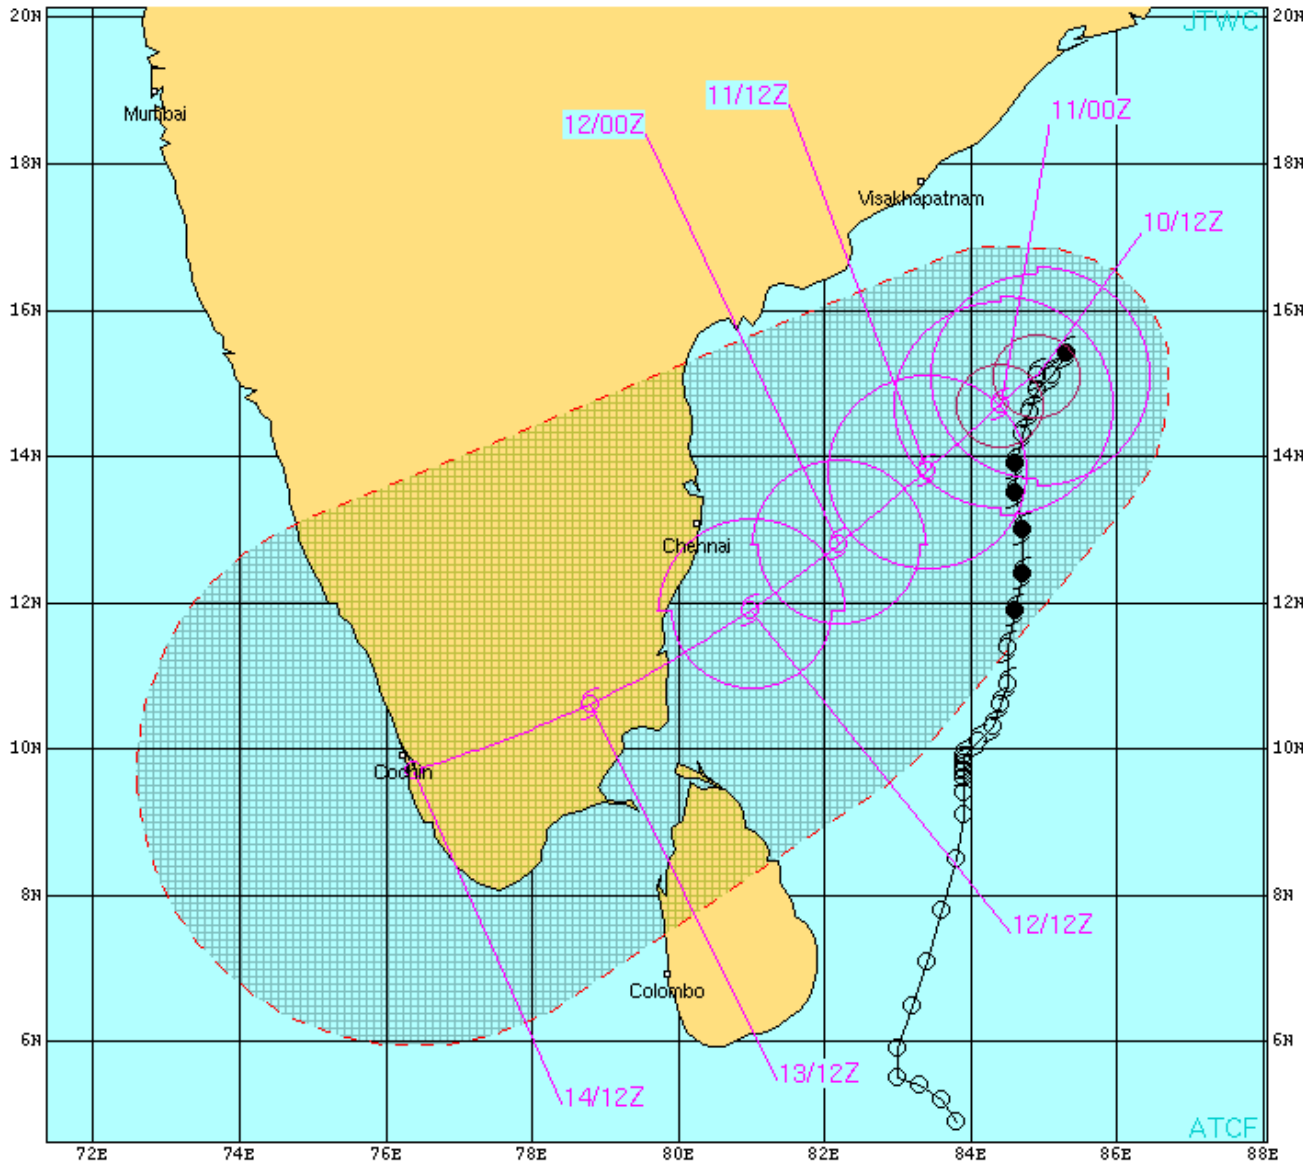 20N
JTWC
20N
11/12Z
11/00Z
12/00Z
Mumbai
18N
18N
Visakhapatnam
10/12Z
16N
16N
14N
14N
Chennai
12N
12N
10N
10N
Cochin
8N
8N
12/12Z
Colombo
6N
6N
13/12Z
14/12Z
ATCF
72E
74E
76E
78E
80E
82E
84E
86E
88E